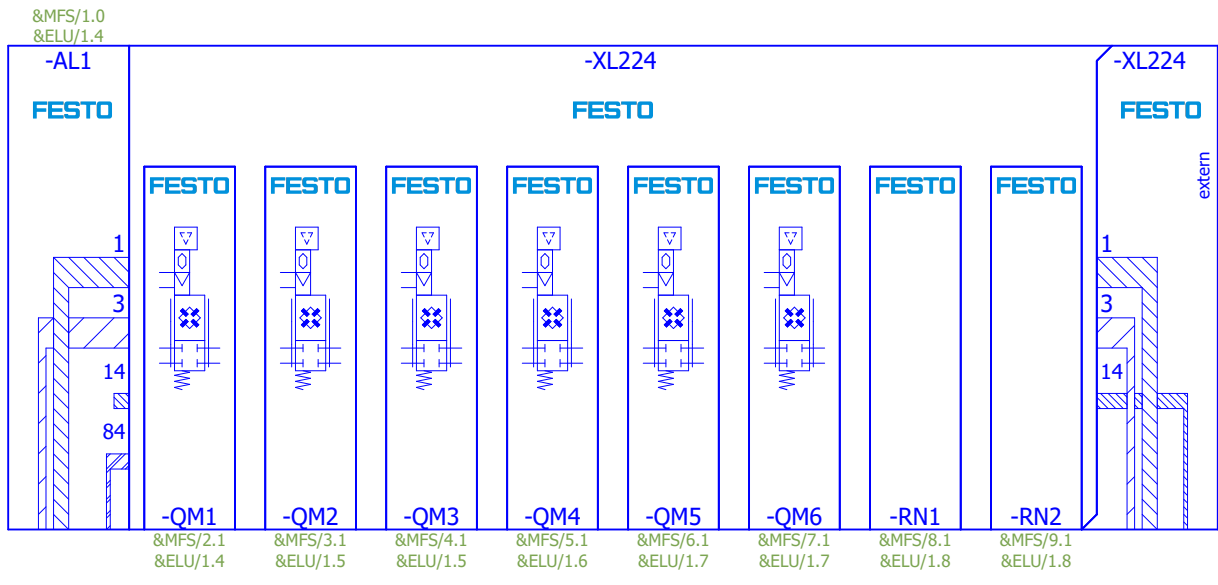 &MFS/1.0
&ELU/1.4
-AL1
-XL224
-XL224
FESTO
FESTO
FESTO
extern
FESTO
FESTO
FESTO
FESTO
FESTO
FESTO
FESTO
FESTO
1
1
3
3
14
14
84
-QM1
-QM2
-QM3
-QM4
-QM5
-QM6
-RN1
-RN2
&MFS/2.1
&MFS/3.1
&MFS/4.1
&MFS/5.1
&MFS/6.1
&MFS/7.1
&MFS/8.1
&MFS/9.1
&ELU/1.4
&ELU/1.5
&ELU/1.5
&ELU/1.6
&ELU/1.7
&ELU/1.7
&ELU/1.8
&ELU/1.8